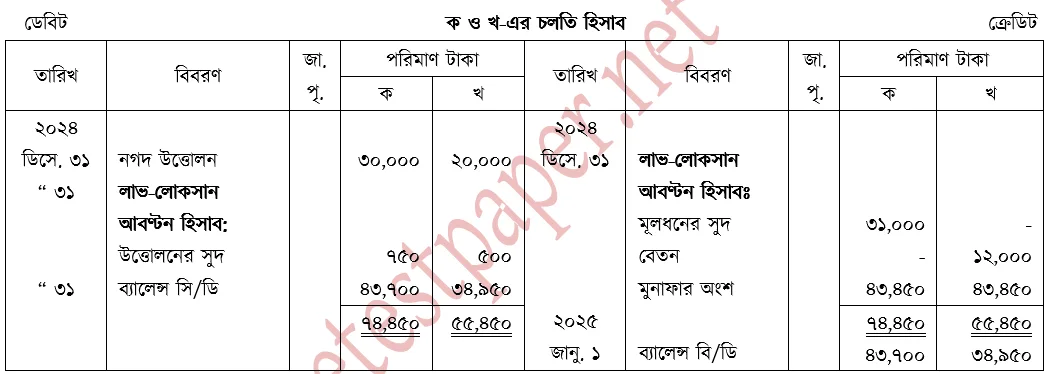 ডেবিট ক ও খ-এর চলতি হিসাব ক্রেডিট
তারিখ বিবরণ জা. পৃ. পরিমাণ টাকা তারিখ বিবরণ জা. পৃ. পরিমাণ টাকা
ক খ ক খ
২০২৪ ২০২৪
ডিসে. ৩১ নগদ উত্তোলন ৩০,০০০ ২০,০০০ ডিসে. ৩১ লাভ-লোকসান
“ ৩১ লাভ-লোকসান আবণ্টন হিসাবঃ
আবণ্টন হিসাব: মূলধনের সুদ ৩১,০০০ -
উত্তোলনের সুদ ৭৫০ ৫০০ বেতন - ১২,০০০
“ ৩১ ব্যালেন্স সি/ডি ৪৩,৭০০ ৩৪,৯৫০ মুনাফার অংশ ৪৩,৪৫০ ৪৩,৪৫০
৭৪,৪৫০ ৫৫,৪৫০ ২০২৫ ৭৪,৪৫০ ৫৫,৪৫০
জানু. ১ ব্যালেন্স বি/ডি ৪৩,৭০০ ৩৪,৯৫০
etestpaper.net